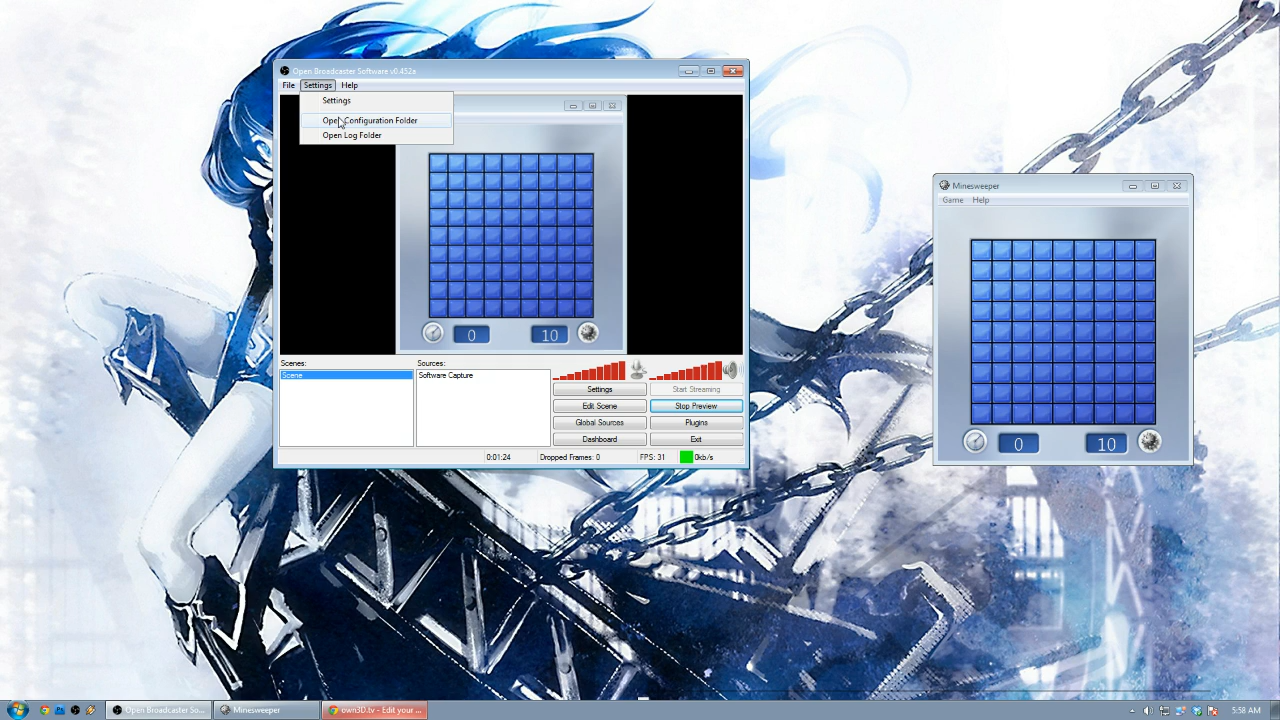 Open Broadcaster Software v0.452a
File Settings Help
Settings
Open Configuration Folder
Open Log Folder
0
10
Scenes:
Scene
Sources:
Software Capture
Settings
Start Streaming
Edit Scene
Stop Preview
Global Sources
Plugins
Dashboard
Exit
0:01:24
Dropped Frames: 0
FPS: 31
0kb/s
Minesweeper
Game Help
0
10
Open Broadcaster So...
Minesweeper
own3D.tv - Edit your ...
5:58 AM